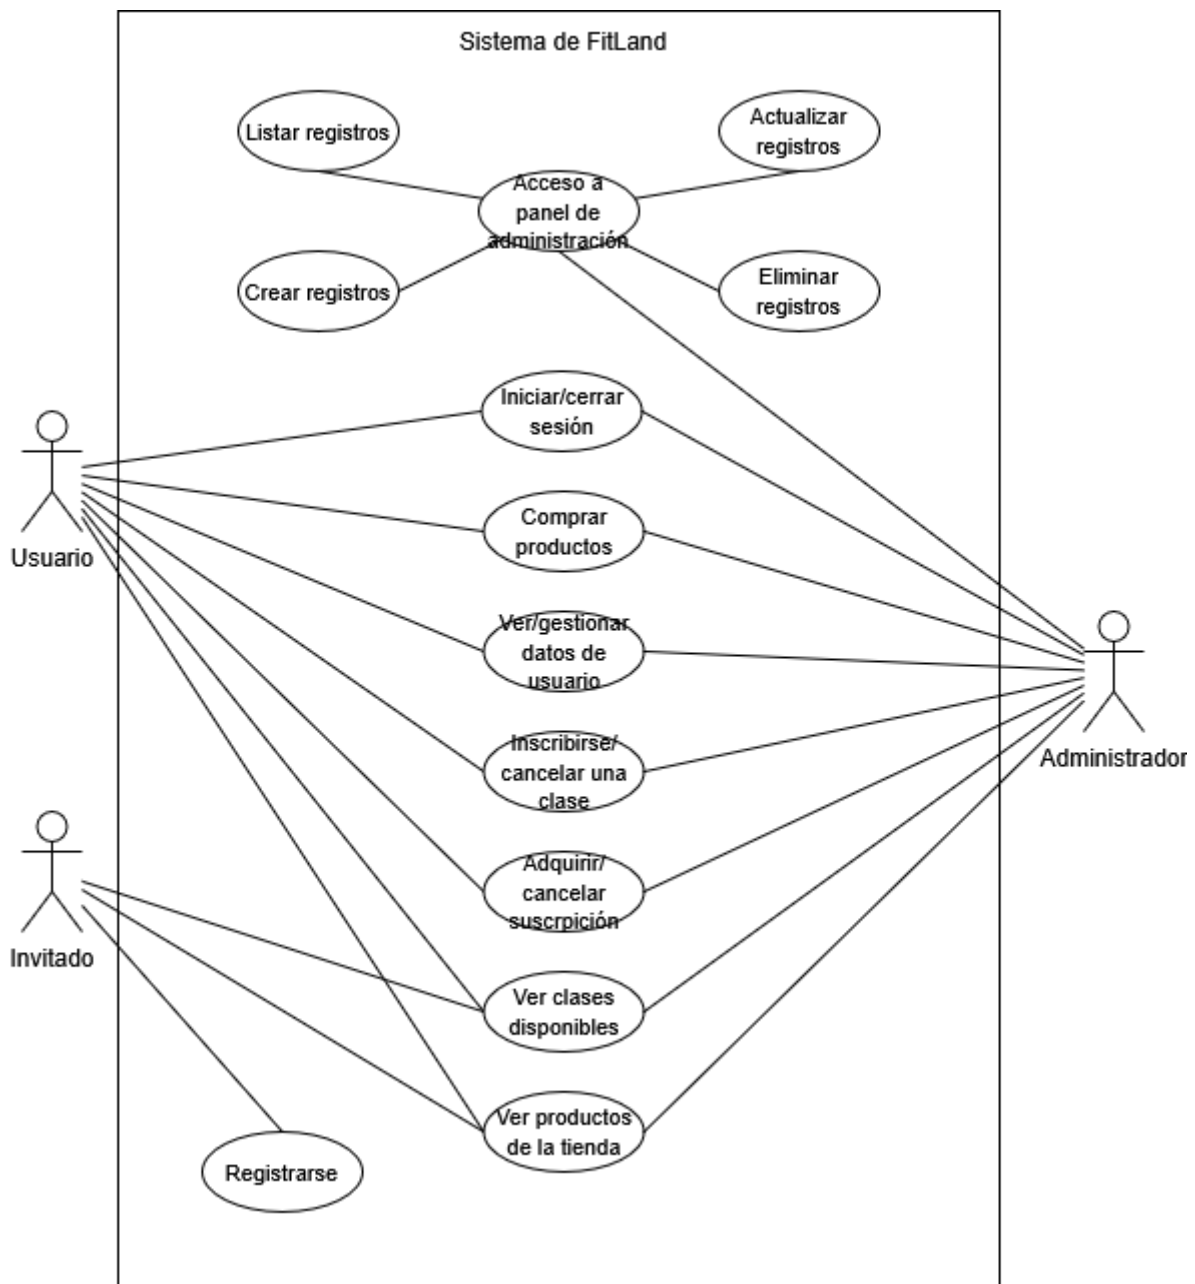 Sistema de FitLand
Listar registros
Actualizar
registros
Acceso a
panel de
administración
Crear registros
Eliminar
registros
Iniciar/cerrar
sesión
Usuario
Comprar
productos
Ver/gestionar
datos de
usuario
Administrador
Inscribirse/
cancelar una
clase
Adquirir/
cancelar
suscrpición
Invitado
Ver clases
disponibles
Ver productos
de la tienda
Registrarse